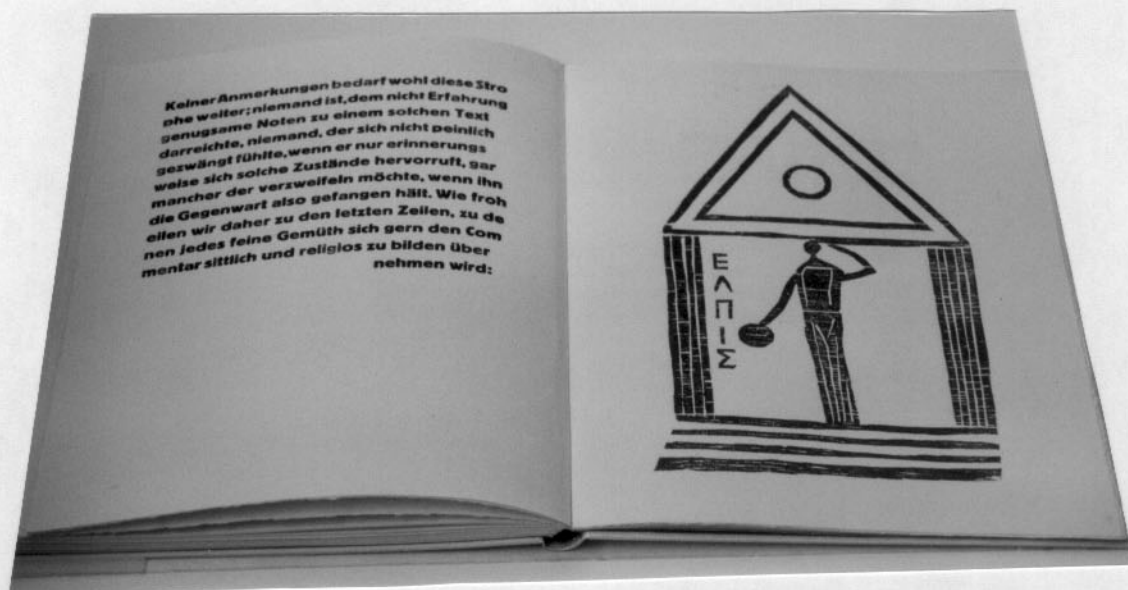 Keiner Anmerkungen bedarf wohl diese Stro
phe weiter; niemand ist, dem nicht Erfahrung
genugsame Noten zu einem solchen Text
darreichte, niemand, der sich nicht peinlich
gezwängt fühlte, wenn er nur erinnerungs
weise sich solche Zustände hervorruft, gar
mancher der verzweifeln möchte, wenn ihn
die Gegenwart also gefangen hält. Wie froh
eilen wir daher zu den letzten Zeilen, zu de
nen jedes feine Gemüth sich gern den Com
mentar sittlich und religios zu bilden über
nehmen wird:
ΕΛΠΙΣ